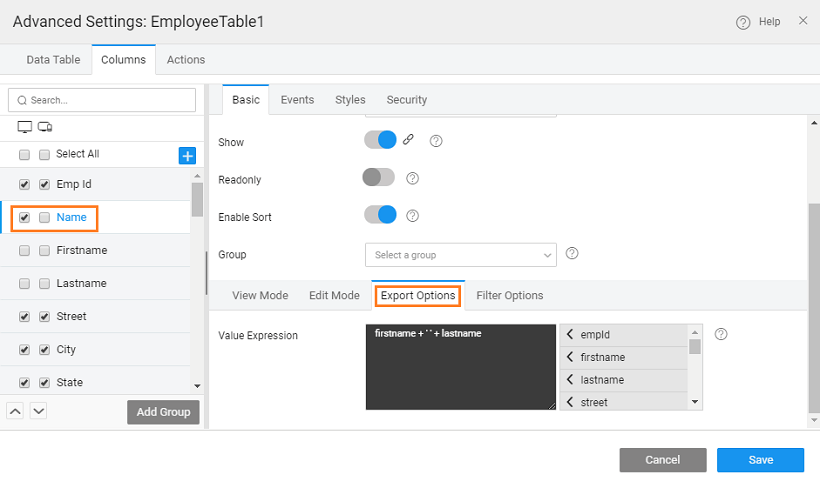 Advanced Settings: EmployeeTable1
Help
Data Table Columns Actions
Search...
Select All
Emp Id
Name
Firstname
Lastname
Street
City
State
Add Group
Basic Events Styles Security
Show
Readonly
Enable Sort
Group Select a group
View Mode Edit Mode Export Options Filter Options
Value Expression
firstname + ' ' + lastname
empId
firstname
lastname
street
Cancel Save